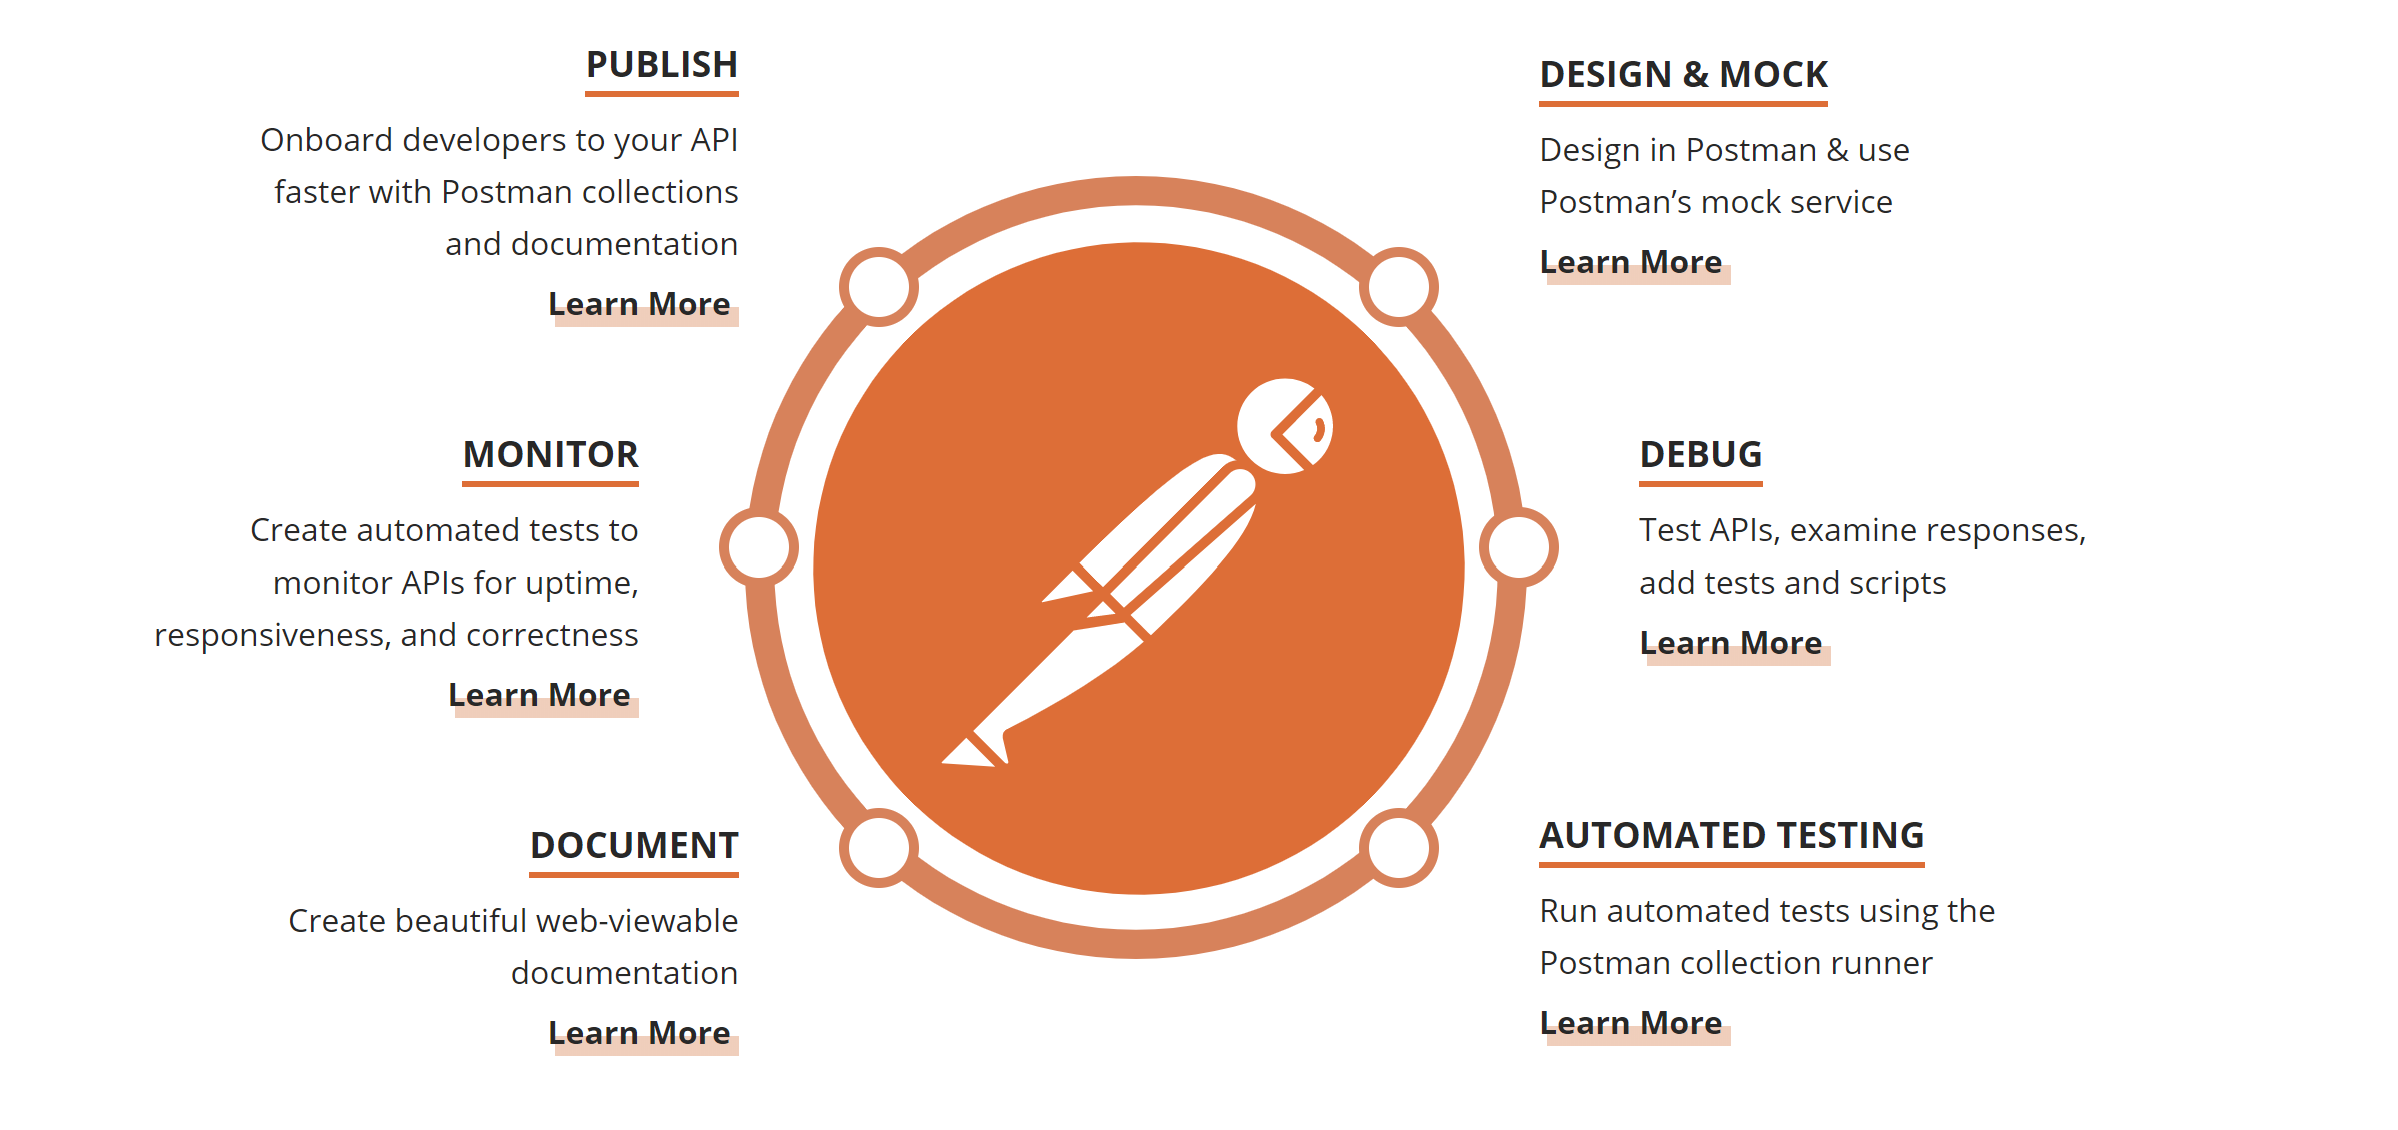 PUBLISH
Onboard developers to your API
faster with Postman collections
and documentation
Learn More
MONITOR
Create automated tests to
monitor APIs for uptime,
responsiveness, and correctness
Learn More
DOCUMENT
Create beautiful web-viewable
documentation
Learn More
DESIGN & MOCK
Design in Postman & use
Postman’s mock service
Learn More
DEBUG
Test APIs, examine responses,
add tests and scripts
Learn More
AUTOMATED TESTING
Run automated tests using the
Postman collection runner
Learn More